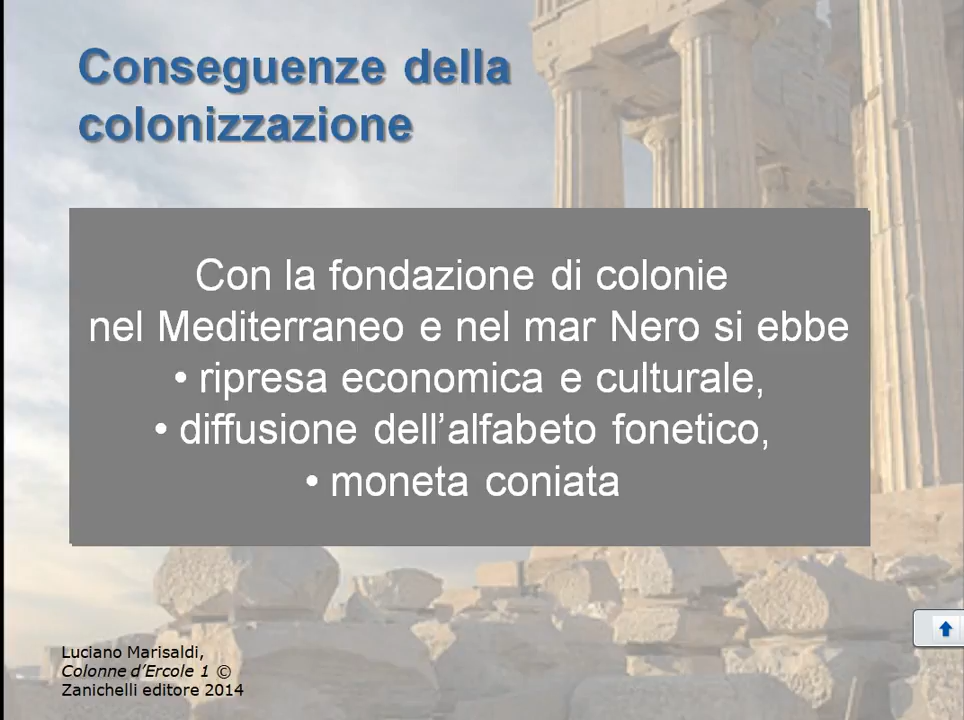 Conseguenze della
colonizzazione
Con la fondazione di colonie
nel Mediterraneo e nel mar Nero si ebbe
• ripresa economica e culturale,
• diffusione dell’alfabeto fonetico,
• moneta coniata
Luciano Marisaldi,
Colonne d’Ercole 1 ©
Zanichelli editore 2014